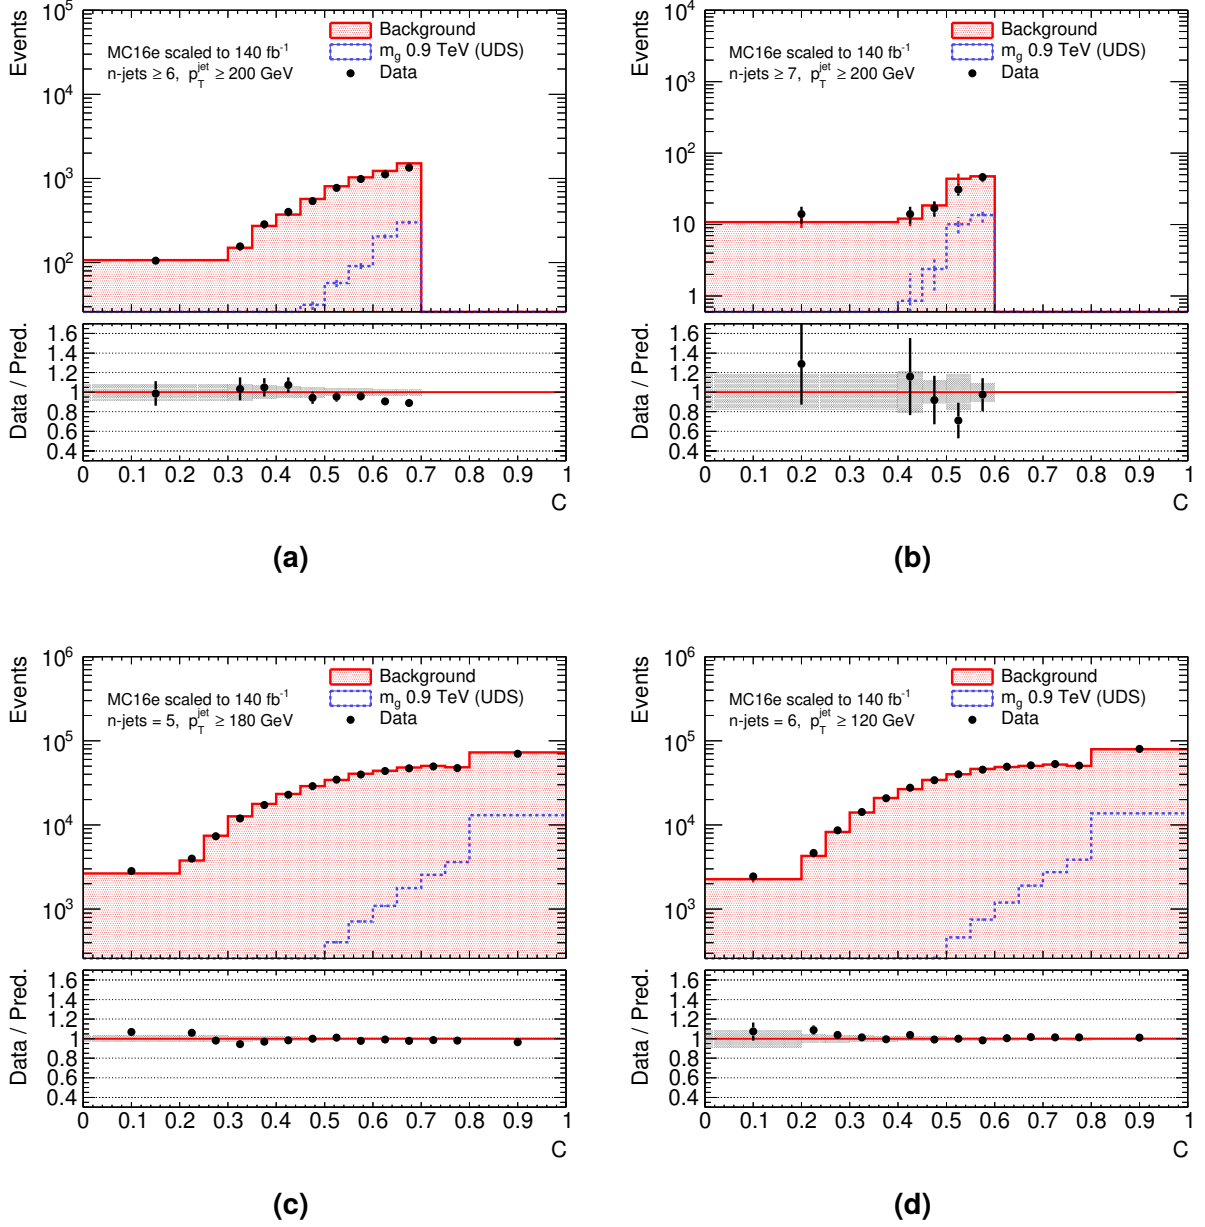 Events
10⁵
10⁴
10³
10²
MC16e scaled to 140 fb⁻¹
n-jets ≥ 6, p_T^jet ≥ 200 GeV
Background
m_g 0.9 TeV (UDS)
Data
Data / Pred.
1.6
1.4
1.2
1
0.8
0.6
0.4
0 0.1 0.2 0.3 0.4 0.5 0.6 0.7 0.8 0.9 1
C
(a)
Events
10⁴
10³
10²
10
1
MC16e scaled to 140 fb⁻¹
n-jets ≥ 7, p_T^jet ≥ 200 GeV
Background
m_g 0.9 TeV (UDS)
Data
Data / Pred.
1.6
1.4
1.2
1
0.8
0.6
0.4
0 0.1 0.2 0.3 0.4 0.5 0.6 0.7 0.8 0.9 1
C
(b)
Events
10⁶
10⁵
10⁴
10³
MC16e scaled to 140 fb⁻¹
n-jets = 5, p_T^jet ≥ 180 GeV
Background
m_g 0.9 TeV (UDS)
Data
Data / Pred.
1.6
1.4
1.2
1
0.8
0.6
0.4
0 0.1 0.2 0.3 0.4 0.5 0.6 0.7 0.8 0.9 1
C
(c)
Events
10⁶
10⁵
10⁴
10³
MC16e scaled to 140 fb⁻¹
n-jets = 6, p_T^jet ≥ 120 GeV
Background
m_g 0.9 TeV (UDS)
Data
Data / Pred.
1.6
1.4
1.2
1
0.8
0.6
0.4
0 0.1 0.2 0.3 0.4 0.5 0.6 0.7 0.8 0.9 1
C
(d)